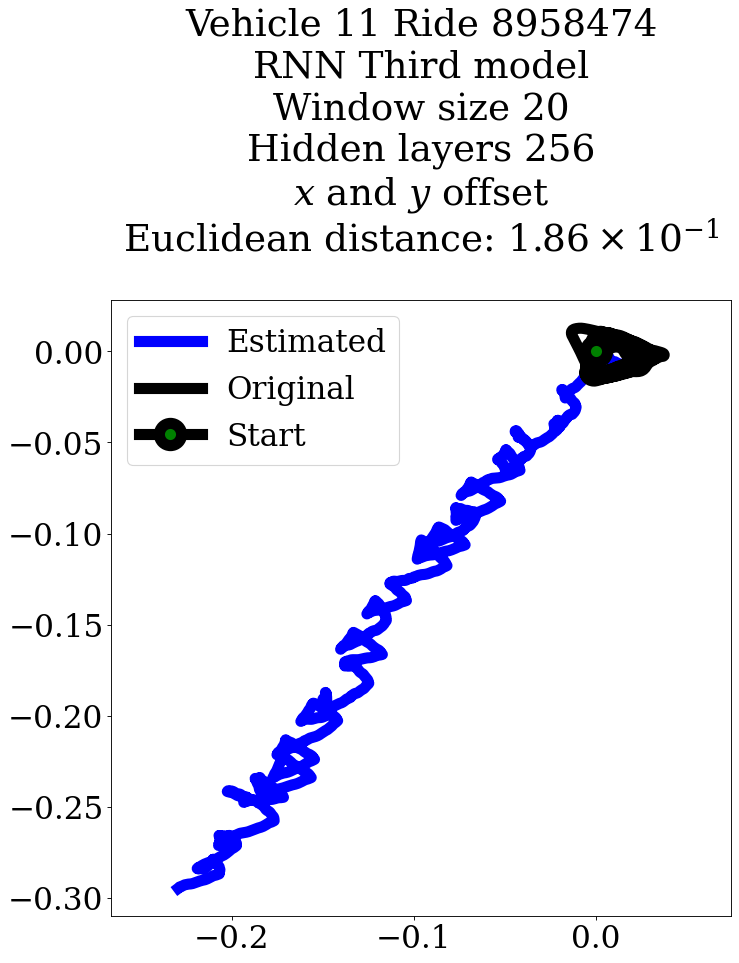 Vehicle 11 Ride 8958474
RNN Third model
Window size 20
Hidden layers 256
x and y offset
Euclidean distance: 1.86 × 10⁻¹
Estimated
Original
Start
0.00
−0.05
−0.10
−0.15
−0.20
−0.25
−0.30
−0.2 −0.1 0.0